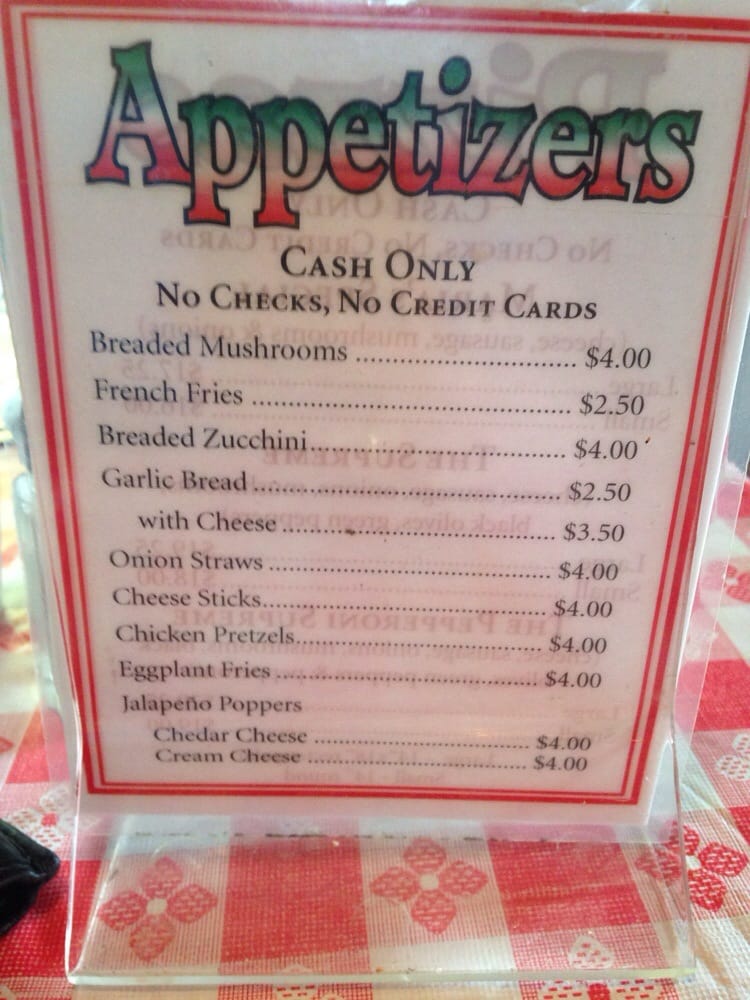 Appetizers
Cash Only
No Checks, No Credit Cards
Breaded Mushrooms ................................ $4.00
French Fries ............................................. $2.50
Breaded Zucchini.................................... $4.00
Garlic Bread ............................................ $2.50
with Cheese ....................................... $3.50
Onion Straws ........................................ $4.00
Cheese Sticks......................................... $4.00
Chicken Pretzels................................... $4.00
Eggplant Fries ...................................... $4.00
Jalapeño Poppers
Chedar Cheese ................................. $4.00
Cream Cheese ................................. $4.00